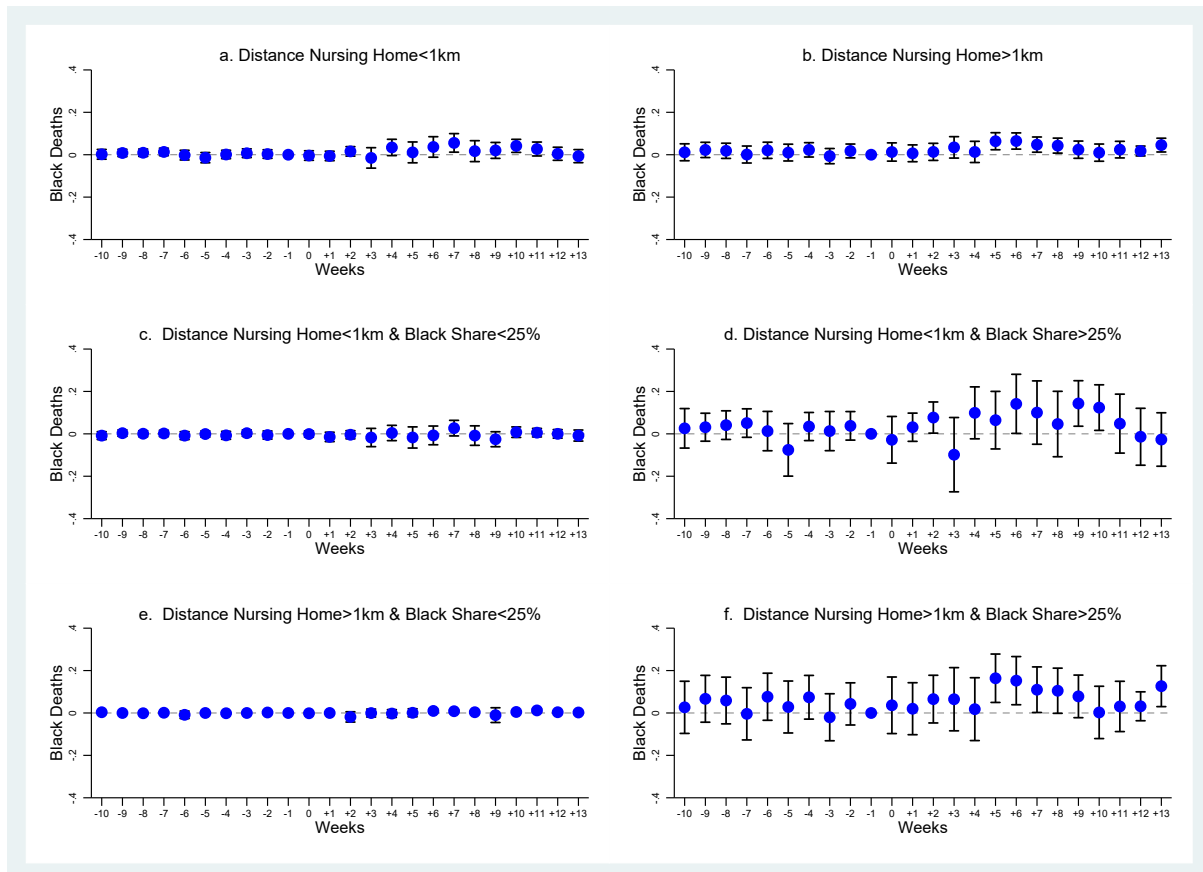 a. Distance Nursing Home<1km
Black Deaths
.4
.2
0
-.2
-.4
-10 -9 -8 -7 -6 -5 -4 -3 -2 -1 0 +1 +2 +3 +4 +5 +6 +7 +8 +9 +10 +11 +12 +13
Weeks
b. Distance Nursing Home>1km
Black Deaths
.4
.2
0
-.2
-.4
-10 -9 -8 -7 -6 -5 -4 -3 -2 -1 0 +1 +2 +3 +4 +5 +6 +7 +8 +9 +10 +11 +12 +13
Weeks
c. Distance Nursing Home<1km & Black Share<25%
Black Deaths
.4
.2
0
-.2
-.4
-10 -9 -8 -7 -6 -5 -4 -3 -2 -1 0 +1 +2 +3 +4 +5 +6 +7 +8 +9 +10 +11 +12 +13
Weeks
d. Distance Nursing Home<1km & Black Share>25%
Black Deaths
.4
.2
0
-.2
-.4
-10 -9 -8 -7 -6 -5 -4 -3 -2 -1 0 +1 +2 +3 +4 +5 +6 +7 +8 +9 +10 +11 +12 +13
Weeks
e. Distance Nursing Home>1km & Black Share<25%
Black Deaths
.4
.2
0
-.2
-.4
-10 -9 -8 -7 -6 -5 -4 -3 -2 -1 0 +1 +2 +3 +4 +5 +6 +7 +8 +9 +10 +11 +12 +13
Weeks
f. Distance Nursing Home>1km & Black Share>25%
Black Deaths
.4
.2
0
-.2
-.4
-10 -9 -8 -7 -6 -5 -4 -3 -2 -1 0 +1 +2 +3 +4 +5 +6 +7 +8 +9 +10 +11 +12 +13
Weeks